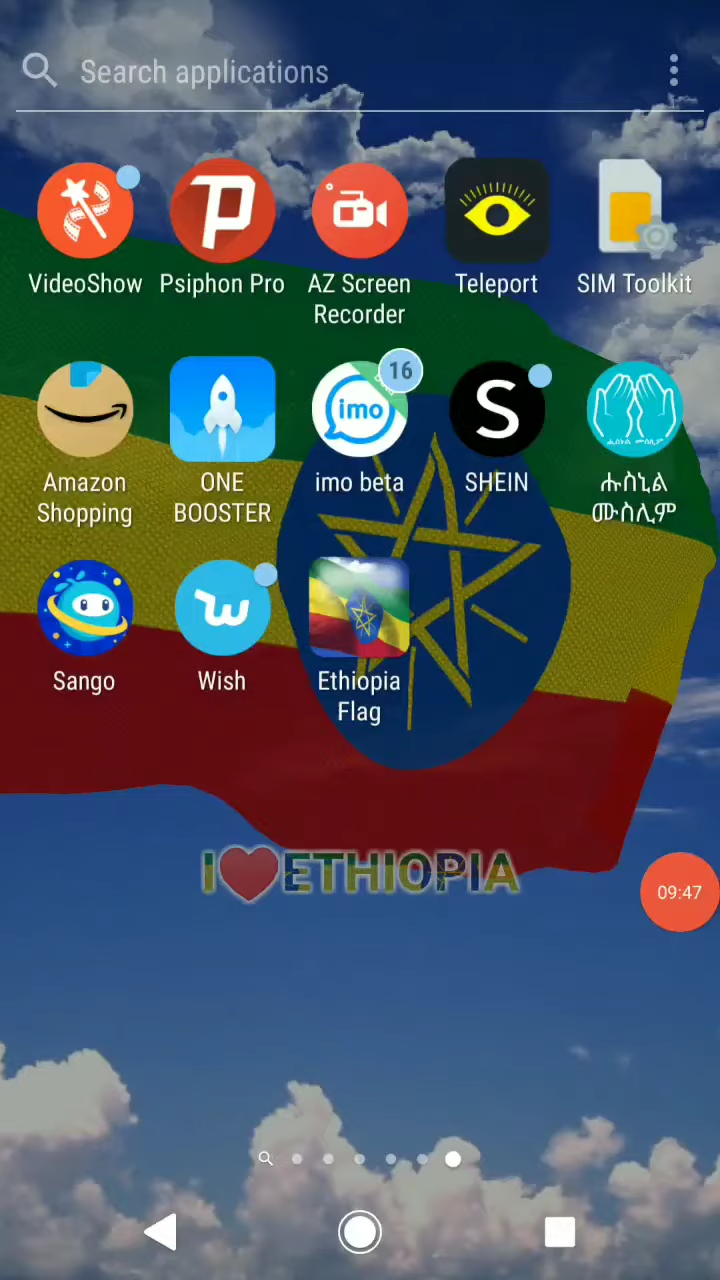 Search applications
VideoShow
Psiphon Pro
AZ Screen
Recorder
Teleport
SIM Toolkit
16
imo
S
Amazon
Shopping
ONE
BOOSTER
imo beta
SHEIN
ሑስኒል
ሙስሊም
Sango
Wish
Ethiopia
Flag
I❤ETHIOPIA
09:47